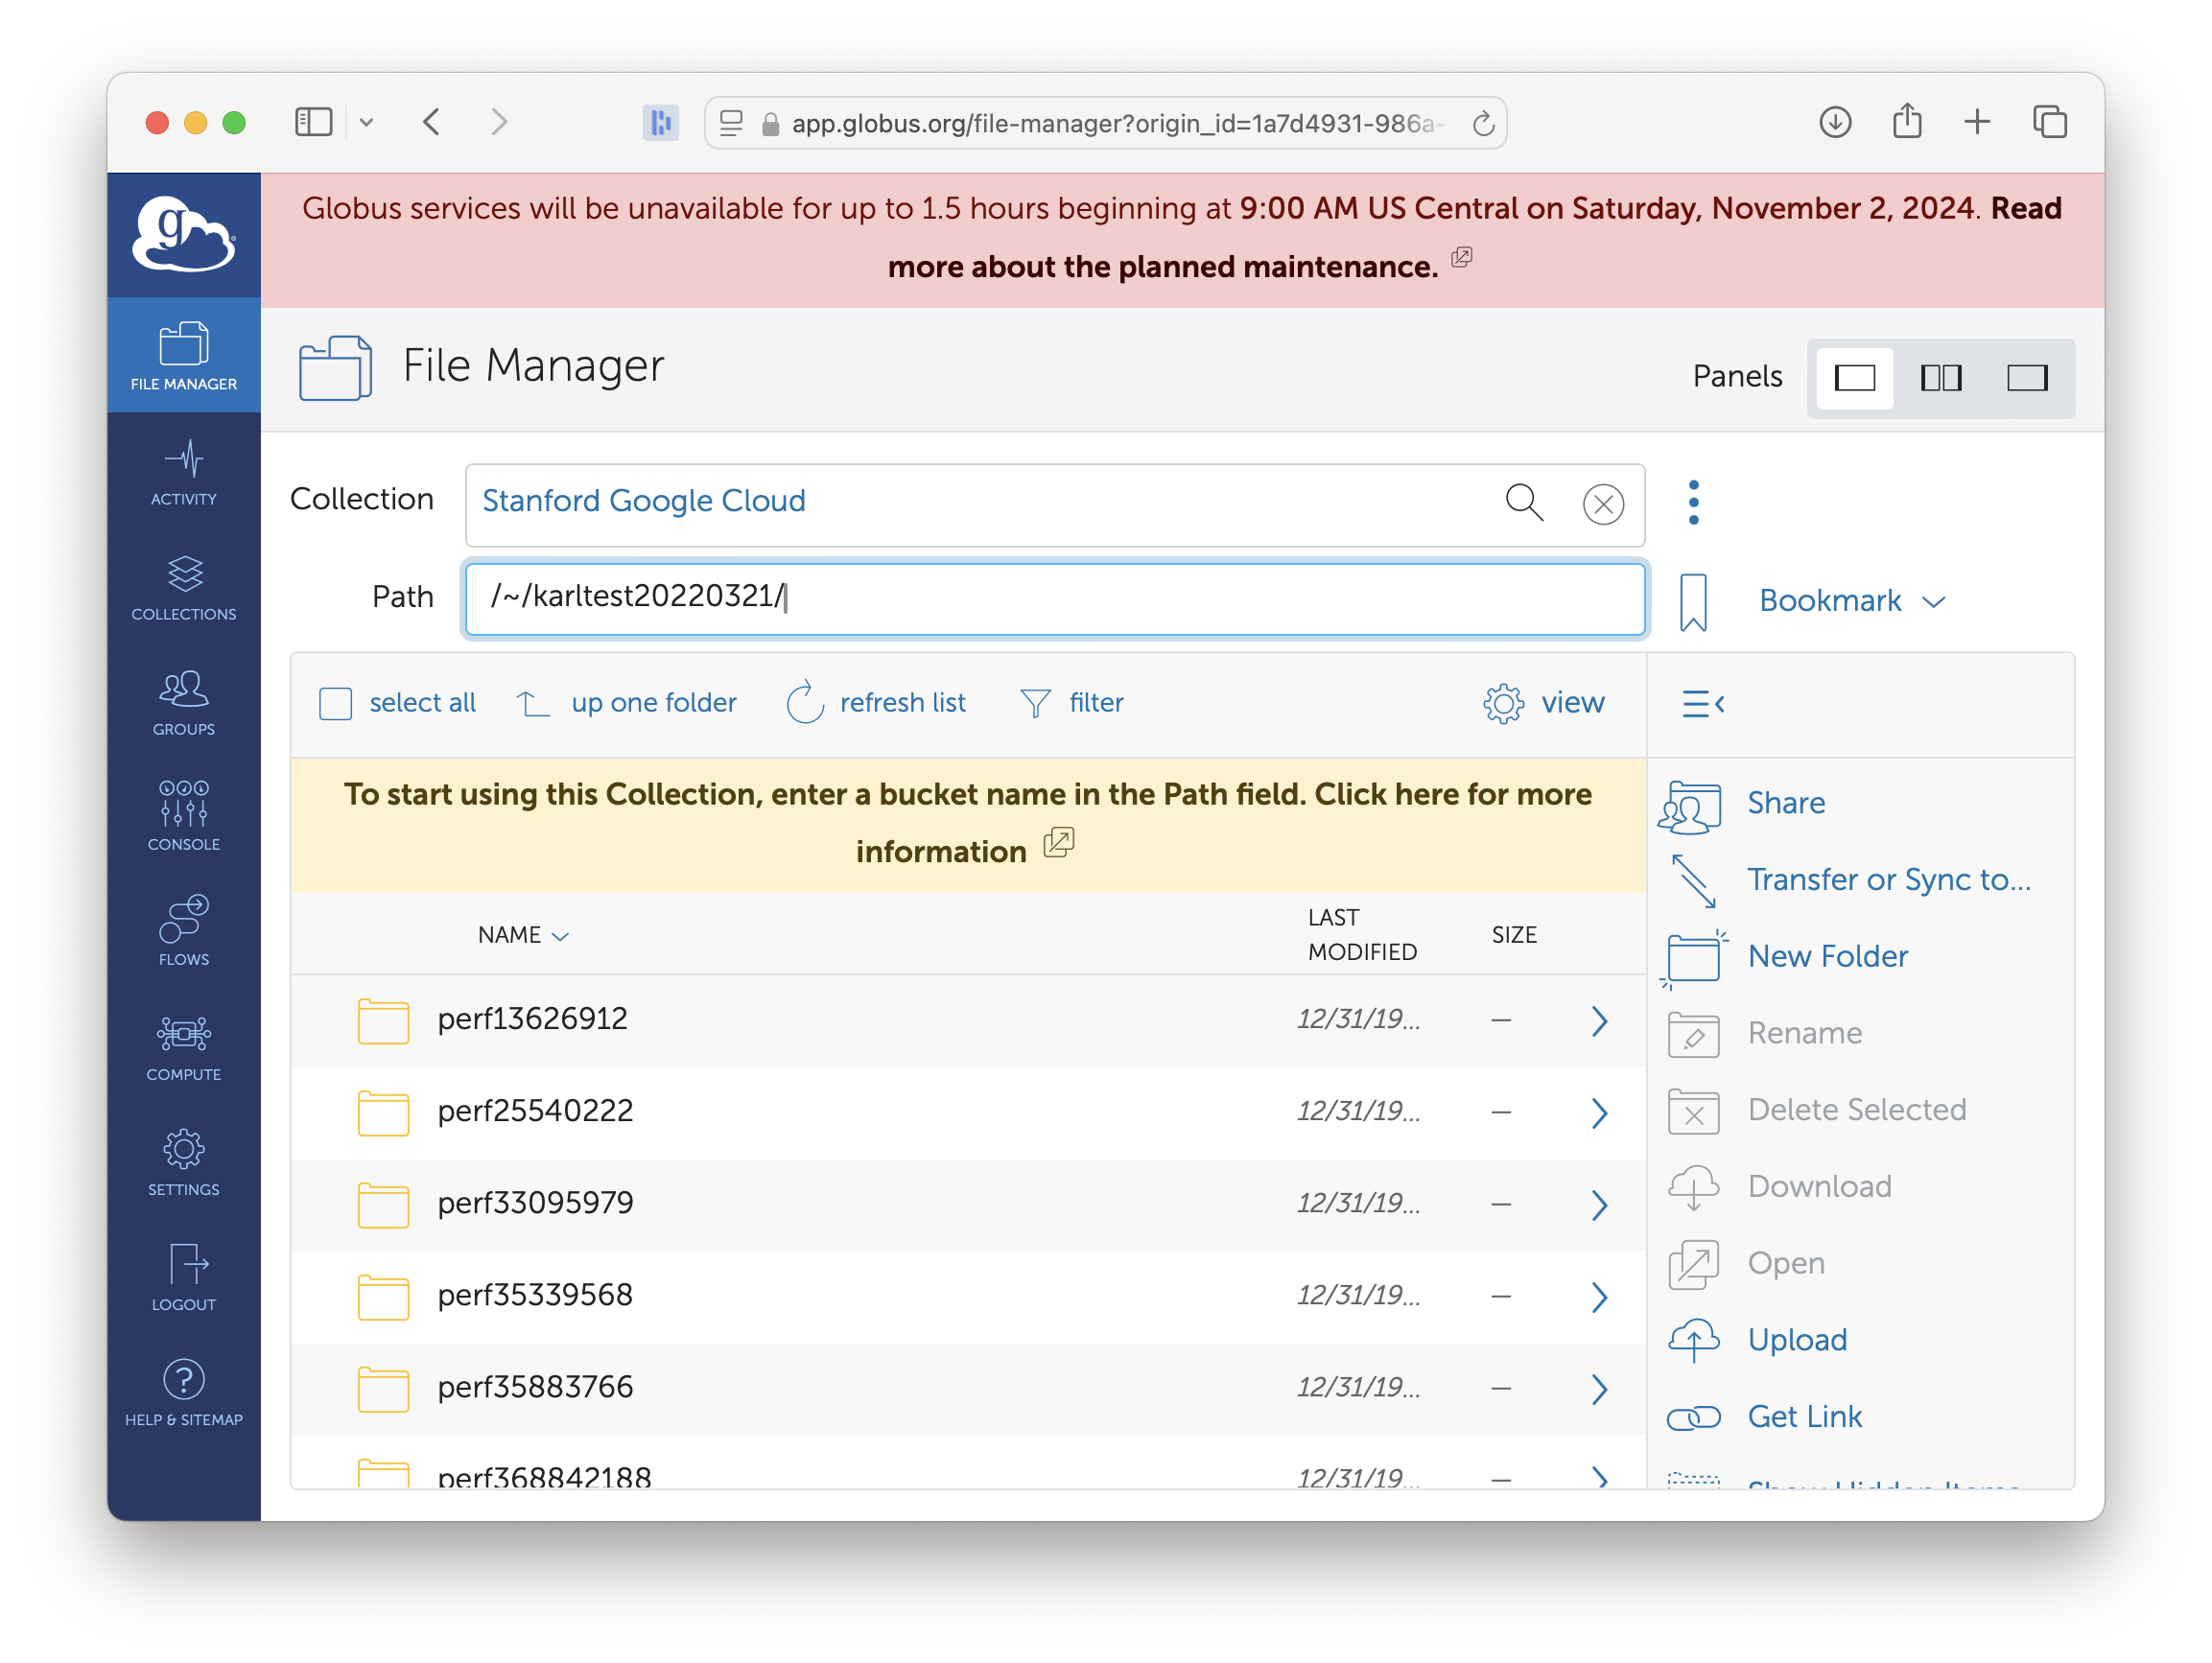 app.globus.org/file-manager?origin_id=1a7d4931-986a-
g
Globus services will be unavailable for up to 1.5 hours beginning at 9:00 AM US Central on Saturday, November 2, 2024. Read
more about the planned maintenance.
FILE MANAGER
ACTIVITY
COLLECTIONS
GROUPS
CONSOLE
FLOWS
COMPUTE
SETTINGS
LOGOUT
HELP & SITEMAP
File Manager
Panels
Collection
Stanford Google Cloud
Path
/~/karltest20220321/
Bookmark
select all
up one folder
refresh list
filter
view
To start using this Collection, enter a bucket name in the Path field. Click here for more
information
NAME
LAST
MODIFIED
SIZE
perf13626912 12/31/19... —
perf25540222 12/31/19... —
perf33095979 12/31/19... —
perf35339568 12/31/19... —
perf35883766 12/31/19... —
perf368842188 12/31/19... —
Share
Transfer or Sync to...
New Folder
Rename
Delete Selected
Download
Open
Upload
Get Link
Show Hidden Items